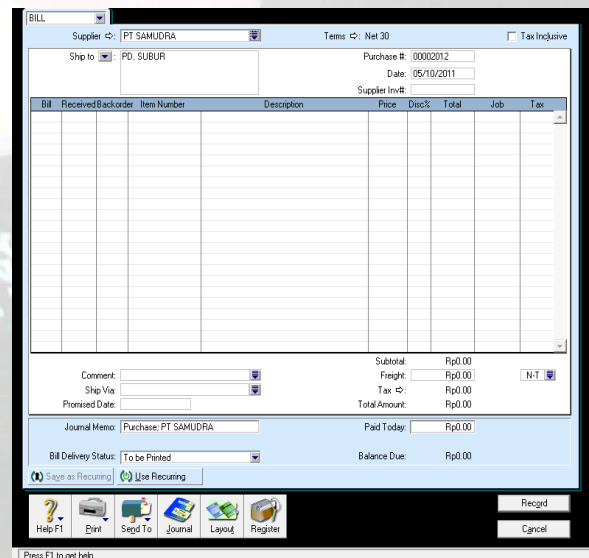 BILL
Supplier ⇨: PT SAMUDRA Terms ⇨: Net 30 Tax Inclusive
Ship to : PD. SUBUR Purchase #: 00002012
Date: 05/10/2011
Supplier Inv#:
Bill Received Backorder Item Number Description Price Disc% Total Job Tax
Subtotal: Rp0.00
Comment: Freight: Rp0.00 N-T
Ship Via: Tax ⇨: Rp0.00
Promised Date: Total Amount: Rp0.00
Journal Memo: Purchase; PT SAMUDRA Paid Today: Rp0.00
Bill Delivery Status: To be Printed Balance Due: Rp0.00
Save as Recurring Use Recurring
Help F1 Print Send To Journal Layout Register
Record
Cancel
Press F1 to get help